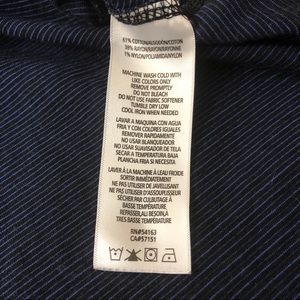 61% COTTON/ALGODÓN/COTON
38% RAYON/RAYON/RAYONNE
1% NYLON/POLIAMIDA/NYLON
MACHINE WASH COLD WITH
LIKE COLORS ONLY
REMOVE PROMPTLY
DO NOT BLEACH
DO NOT USE FABRIC SOFTENER
TUMBLE DRY LOW
COOL IRON WHEN NEEDED
LAVAR A MAQUINA CON AGUA
FRIA Y CON COLORES IGUALES
REMOVER RAPIDAMENTE
NO USAR BLANQUEADOR
NO USAR SUAVISADOR DE TELA
SECAR A TEMPERATURA BAJA
PLANCHA FRIA SI NECESITA
LAVER À LA MACHINE À L'EAU FROIDE
SORTIR IMMÉDIATEMENT
NE PAS UTILISER DE JAVELLISANT
NE PAS UTILISER D'ADOUCISSEUR
SÉCHER PAR CULBUTAGE À
BASSE TEMPÉRATURE
REPASSER, AU BESOIN, À
TRES BASSE TEMPÉRATURE
RN#54163
CA#57151